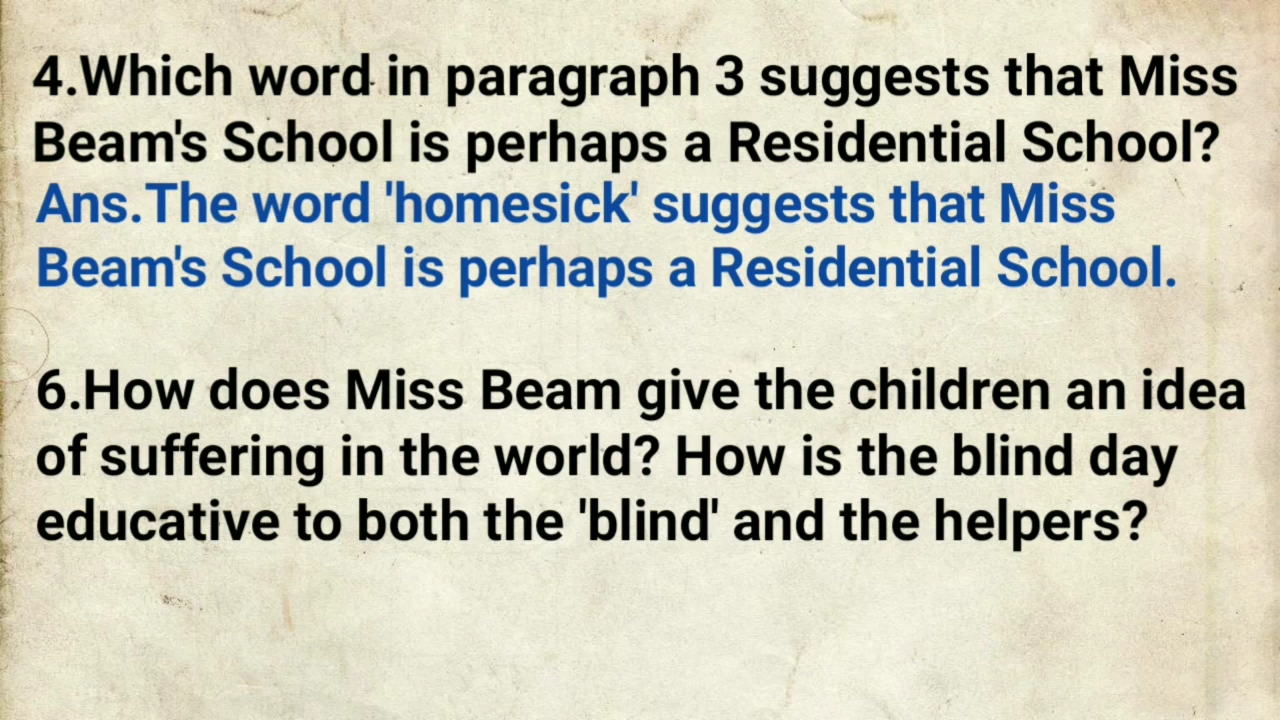 4.Which word in paragraph 3 suggests that Miss
Beam's School is perhaps a Residential School?
Ans.The word 'homesick' suggests that Miss
Beam's School is perhaps a Residential School.
6.How does Miss Beam give the children an idea
of suffering in the world? How is the blind day
educative to both the 'blind' and the helpers?